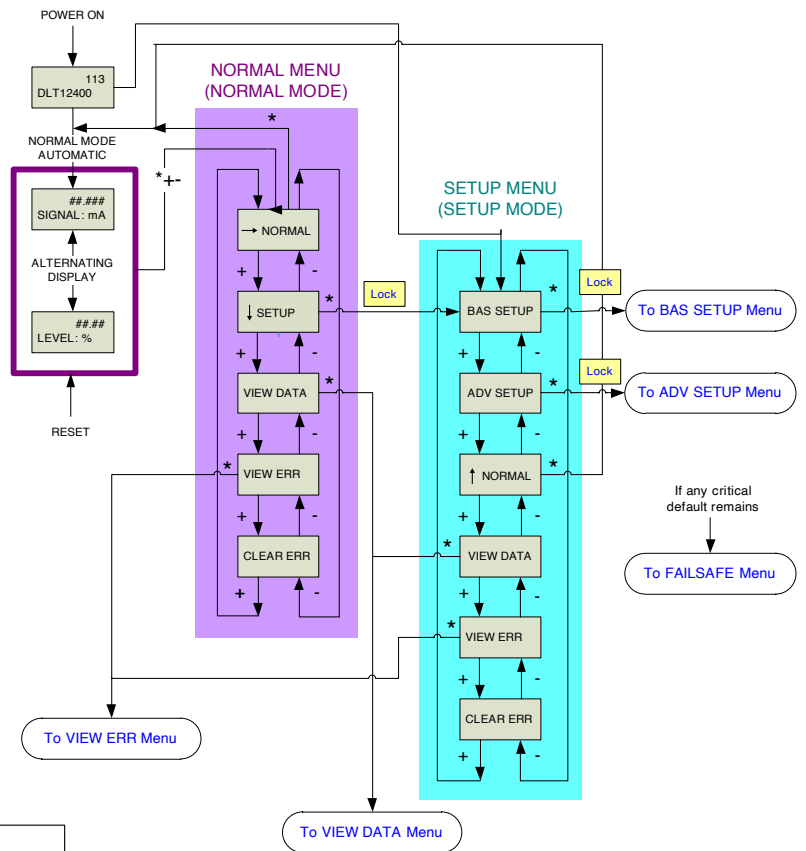 POWER ON
113
DLT12400
NORMAL MODE
AUTOMATIC
##.###
SIGNAL: mA
ALTERNATING
DISPLAY
##.##
LEVEL: %
RESET
*+-
NORMAL MENU
(NORMAL MODE)
*
→ NORMAL
+ -
↓ SETUP
*
Lock
+ -
VIEW DATA
*
+ -
VIEW ERR
*
+ -
CLEAR ERR
+ -
SETUP MENU
(SETUP MODE)
BAS SETUP
*
Lock
To BAS SETUP Menu
+ -
ADV SETUP
*
Lock
To ADV SETUP Menu
+ -
↑ NORMAL
*
+ -
VIEW DATA
*
+ -
VIEW ERR
*
+ -
CLEAR ERR
+ -
If any critical
default remains
To FAILSAFE Menu
To VIEW ERR Menu
To VIEW DATA Menu